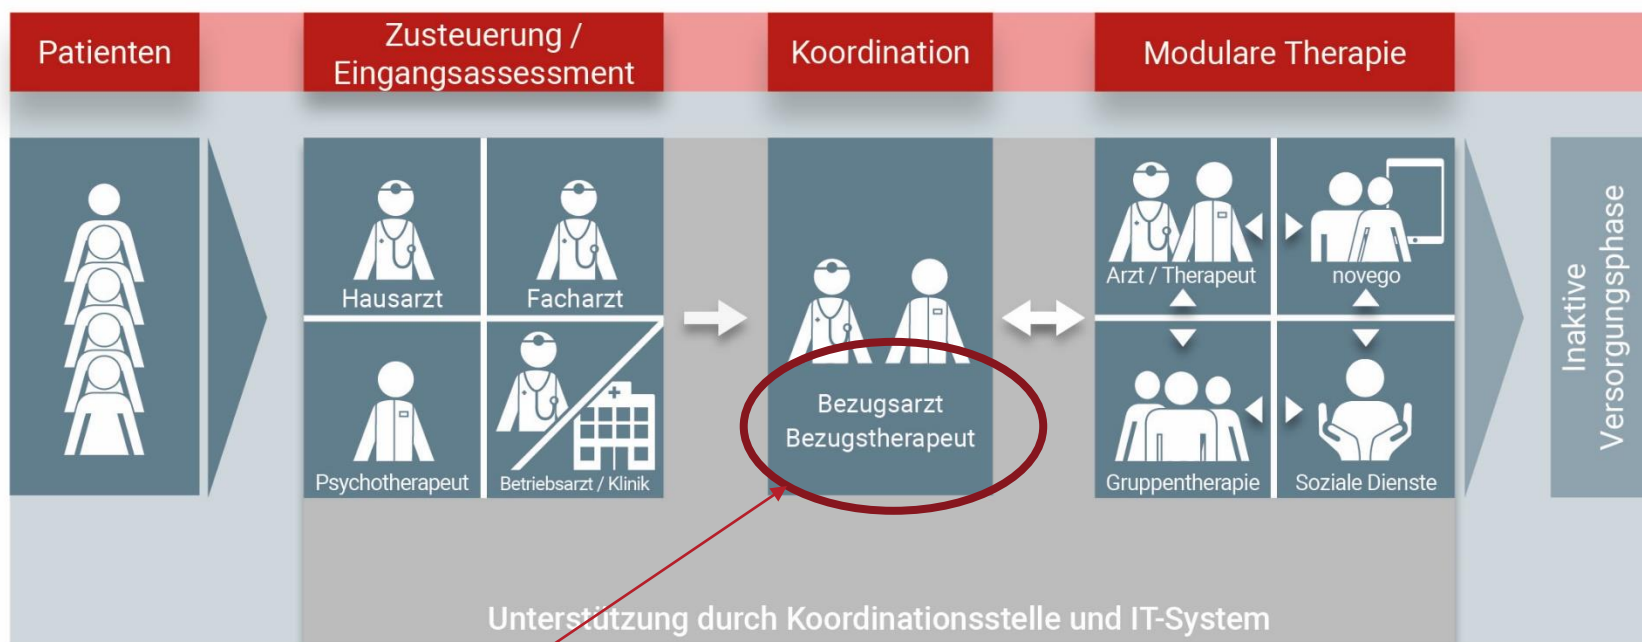 Patienten
Zusteuerung /
Eingangsassessment
Koordination
Modulare Therapie
Hausarzt
Facharzt
Psychotherapeut
Betriebsarzt / Klinik
Bezugsarzt
Bezugstherapeut
Arzt / Therapeut
novego
Gruppentherapie
Soziale Dienste
Inaktive
Versorgungsphase
Unterstützung durch Koordinationsstelle und IT-System